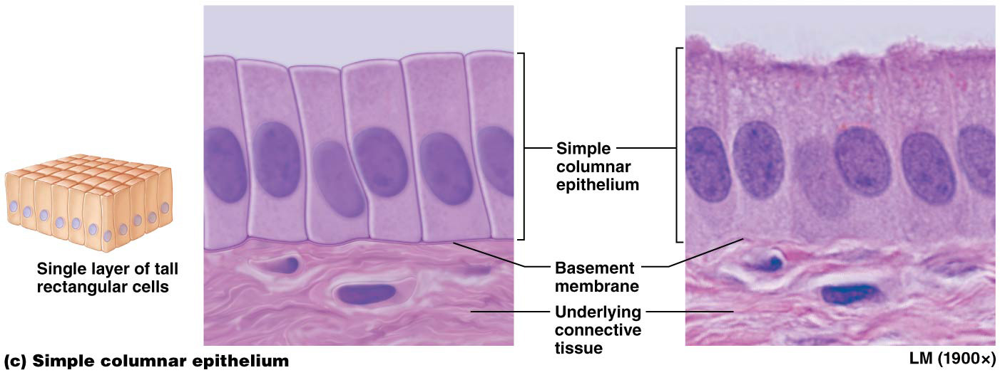 Single layer of tall
rectangular cells
Simple
columnar
epithelium
Basement
membrane
Underlying
connective
tissue
(c) Simple columnar epithelium
LM (1900×)